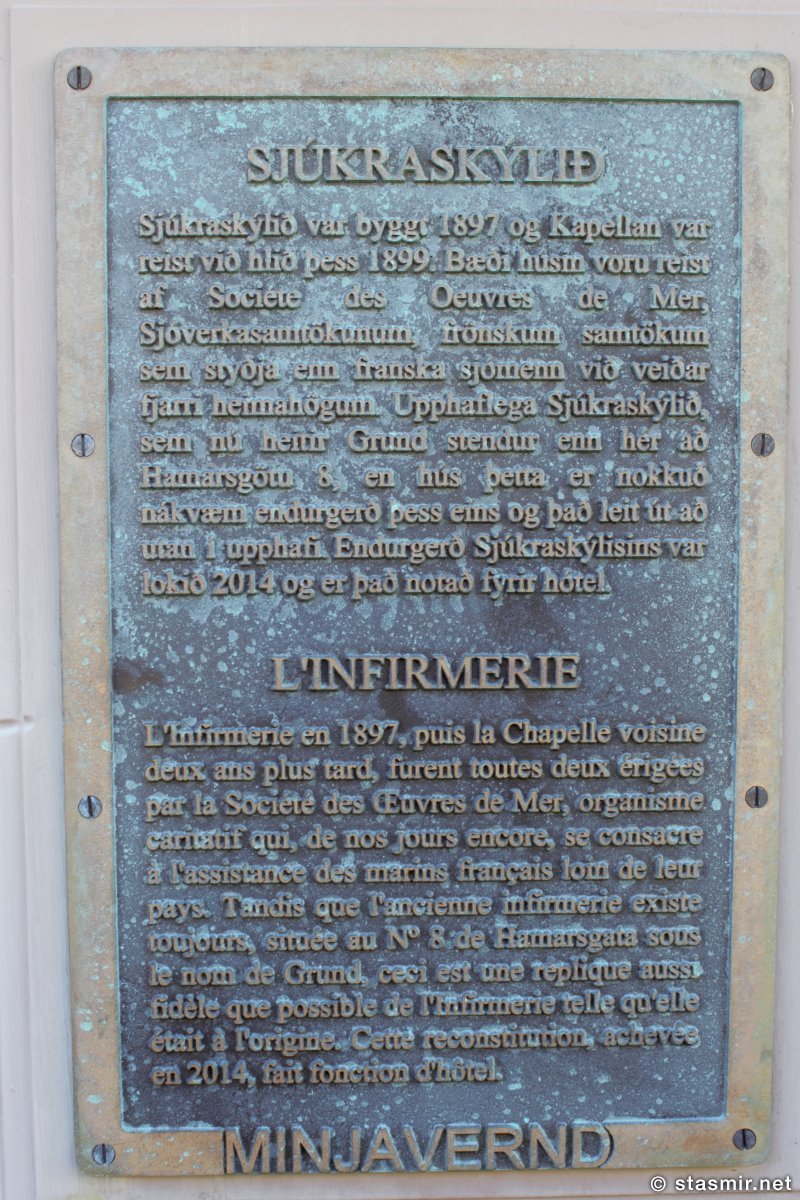 SJÚKRASKÝLIÐ
Sjúkraskýlið var byggt 1897 og Kapellan var
reist við hlið þess 1899. Bæði húsin voru reist
af Société des Oeuvres de Mer,
Sjóverkasamtökunum, frönskum samtökum
sem styðja enn franska sjómenn við veiðar
fjarri heimahögum. Upphaflega Sjúkraskýlið,
sem nú heitir Grund stendur enn hér að
Hamarsgötu 8, en hús þetta er nokkuð
nákvæm endurgerð þess eins og það leit út að
utan í upphafi. Endurgerð Sjúkraskýlisins var
lokið 2014 og er það notað fyrir hótel.
L'INFIRMERIE
L'Infirmerie en 1897, puis la Chapelle voisine
deux ans plus tard, furent toutes deux érigées
par la Société des Œuvres de Mer, organisme
caritatif qui, de nos jours encore, se consacre
à l'assistance des marins français loin de leur
pays. Tandis que l'ancienne infirmerie existe
toujours, située au Nº 8 de Hamarsgata sous
le nom de Grund, ceci est une réplique aussi
fidèle que possible de l'Infirmerie telle qu'elle
était à l'origine. Cette reconstitution, achevée
en 2014, fait fonction d'hôtel.
MINJAVERND
© stasmir.net